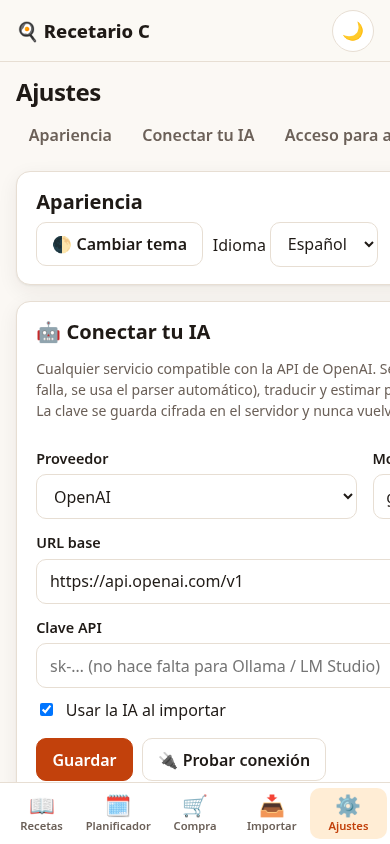 Recetario C
Ajustes
Apariencia Conectar tu IA Acceso para a
Apariencia
Cambiar tema Idioma Español
Conectar tu IA
Cualquier servicio compatible con la API de OpenAI. Se
falla, se usa el parser automático), traducir y estimar p
La clave se guarda cifrada en el servidor y nunca vuelv
Proveedor
OpenAI
URL base
https://api.openai.com/v1
Clave API
sk-... (no hace falta para Ollama / LM Studio)
Usar la IA al importar
Guardar Probar conexión
Recetas Planificador Compra Importar Ajustes